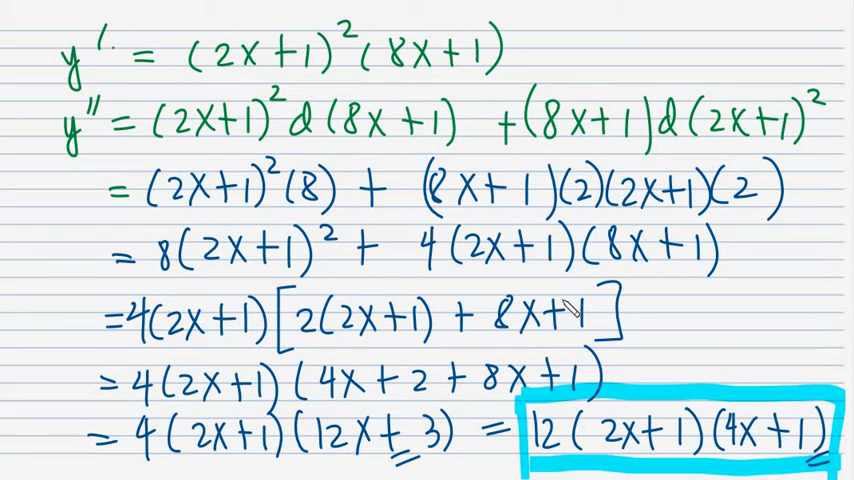 y' = (2x+1)²(8x+1)
y'' = (2x+1)² d(8x+1) + (8x+1) d(2x+1)²
= (2x+1)²(8) + (8x+1)(2)(2x+1)(2)
= 8(2x+1)² + 4(2x+1)(8x+1)
= 4(2x+1)[2(2x+1) + 8x+1]
= 4(2x+1)(4x+2+8x+1)
= 4(2x+1)(12x+3) = 12(2x+1)(4x+1)